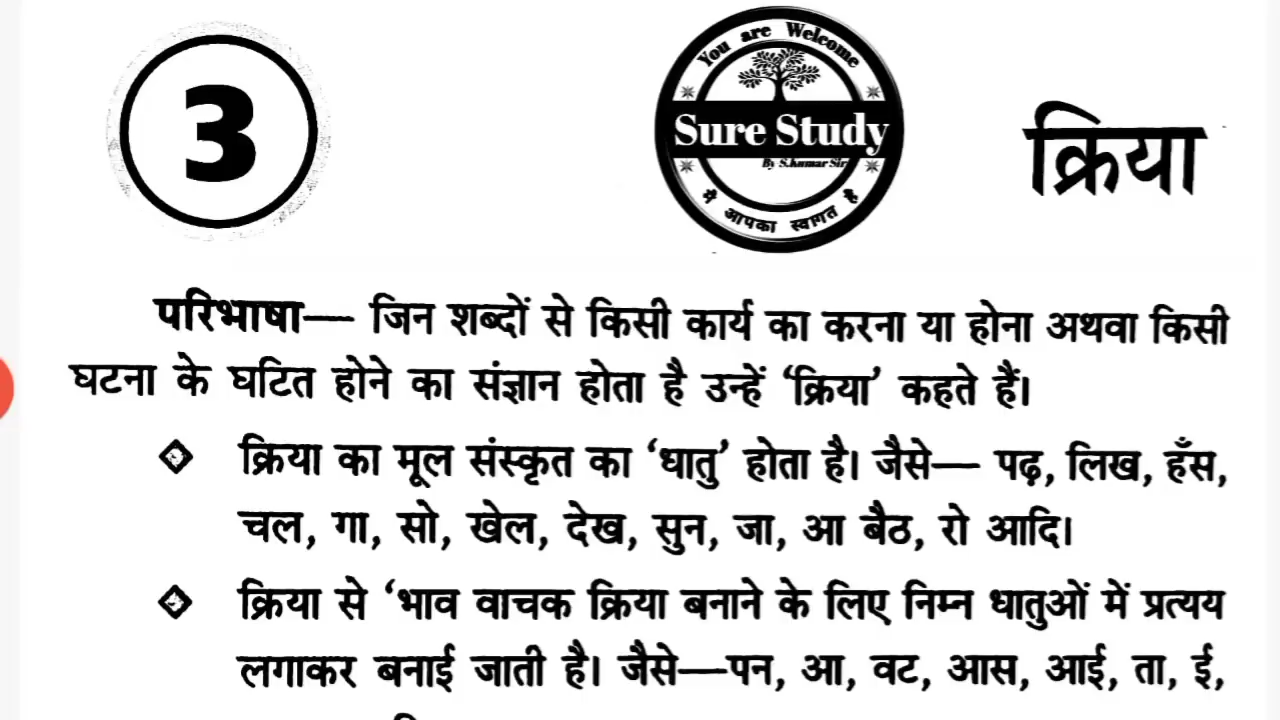 3
You are Welcome
Sure Study
By S.Kumar Sir
में आपका स्वागत है
क्रिया
परिभाषा— जिन शब्दों से किसी कार्य का करना या होना अथवा किसी
घटना के घटित होने का संज्ञान होता है उन्हें ‘क्रिया’ कहते हैं।
क्रिया का मूल संस्कृत का ‘धातु’ होता है। जैसे— पढ़, लिख, हँस,
चल, गा, सो, खेल, देख, सुन, जा, आ बैठ, रो आदि।
क्रिया से ‘भाव वाचक क्रिया बनाने के लिए निम्न धातुओं में प्रत्यय
लगाकर बनाई जाती है। जैसे—पन, आ, वट, आस, आई, ता, ई,